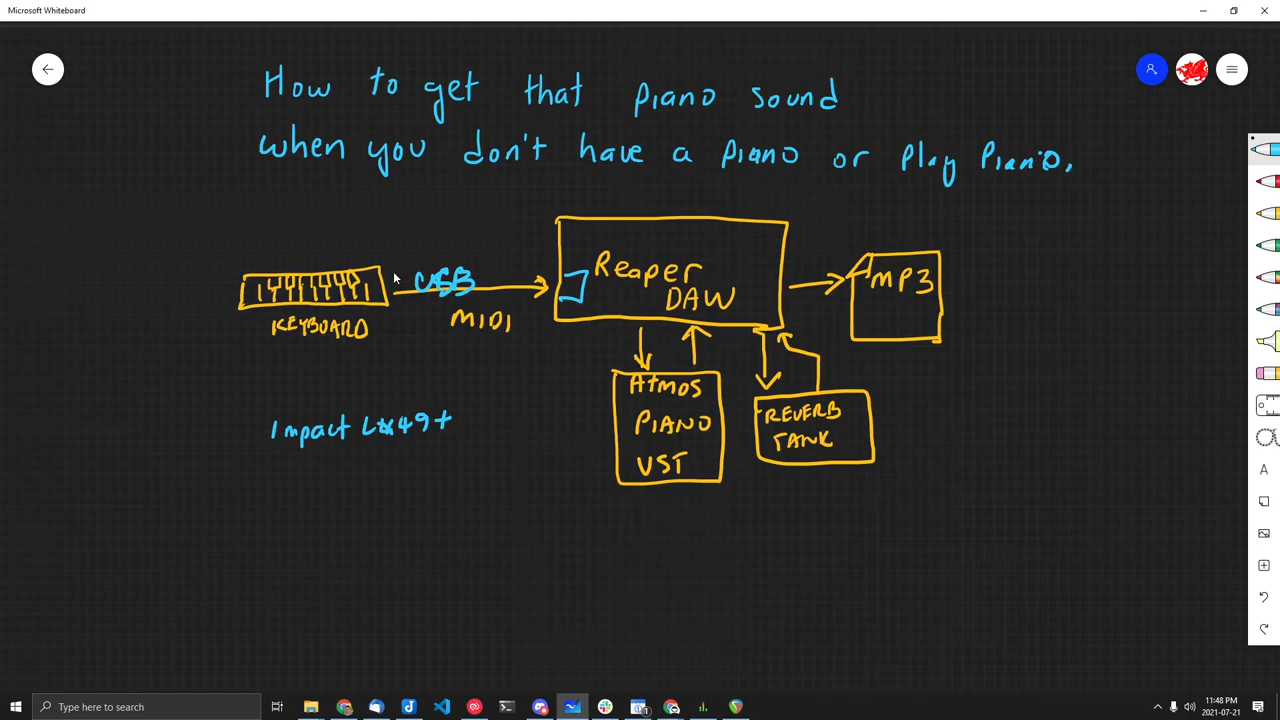 Microsoft Whiteboard
How to get that piano sound
when you don't have a piano or play piano.
Reaper
DAW
MP3
USB
MIDI
KEYBOARD
Atmos
PIANO
VST
REVERB
TANK
Impact LX49+
A
Type here to search
11:48 PM
2021-07-21